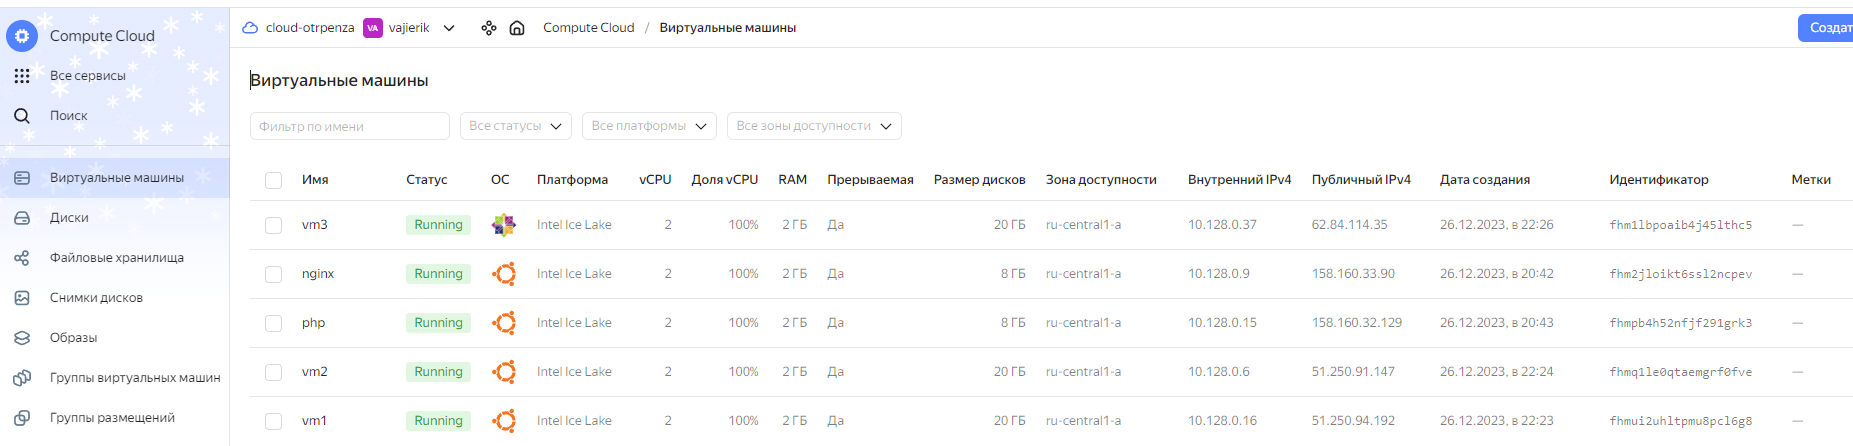 Compute Cloud
Все сервисы
Поиск
Виртуальные машины
Диски
Файловые хранилища
Снимки дисков
Образы
Группы виртуальных машин
Группы размещений
cloud-otrpenza VA vajierik Compute Cloud / Виртуальные машины Создат
Виртуальные машины
Фильтр по имени Все статусы Все платформы Все зоны доступности
Имя Статус ОС Платформа vCPU Доля vCPU RAM Прерываемая Размер дисков Зона доступности Внутренний IPv4 Публичный IPv4 Дата создания Идентификатор Метки
vm3 Running Intel Ice Lake 2 100% 2 ГБ Да 20 ГБ ru-central1-a 10.128.0.37 62.84.114.35 26.12.2023, в 22:26 fhm1lbpoaib4j45lthc5 —
nginx Running Intel Ice Lake 2 100% 2 ГБ Да 8 ГБ ru-central1-a 10.128.0.9 158.160.33.90 26.12.2023, в 20:42 fhm2jloikt6ssl2ncpev —
php Running Intel Ice Lake 2 100% 2 ГБ Да 8 ГБ ru-central1-a 10.128.0.15 158.160.32.129 26.12.2023, в 20:43 fhmpb4h52nfjf291grk3 —
vm2 Running Intel Ice Lake 2 100% 2 ГБ Да 20 ГБ ru-central1-a 10.128.0.6 51.250.91.147 26.12.2023, в 22:24 fhmq1le0qtaemgrf0fve —
vm1 Running Intel Ice Lake 2 100% 2 ГБ Да 20 ГБ ru-central1-a 10.128.0.16 51.250.94.192 26.12.2023, в 22:23 fhmui2uhltpmu8pcl6g8 —